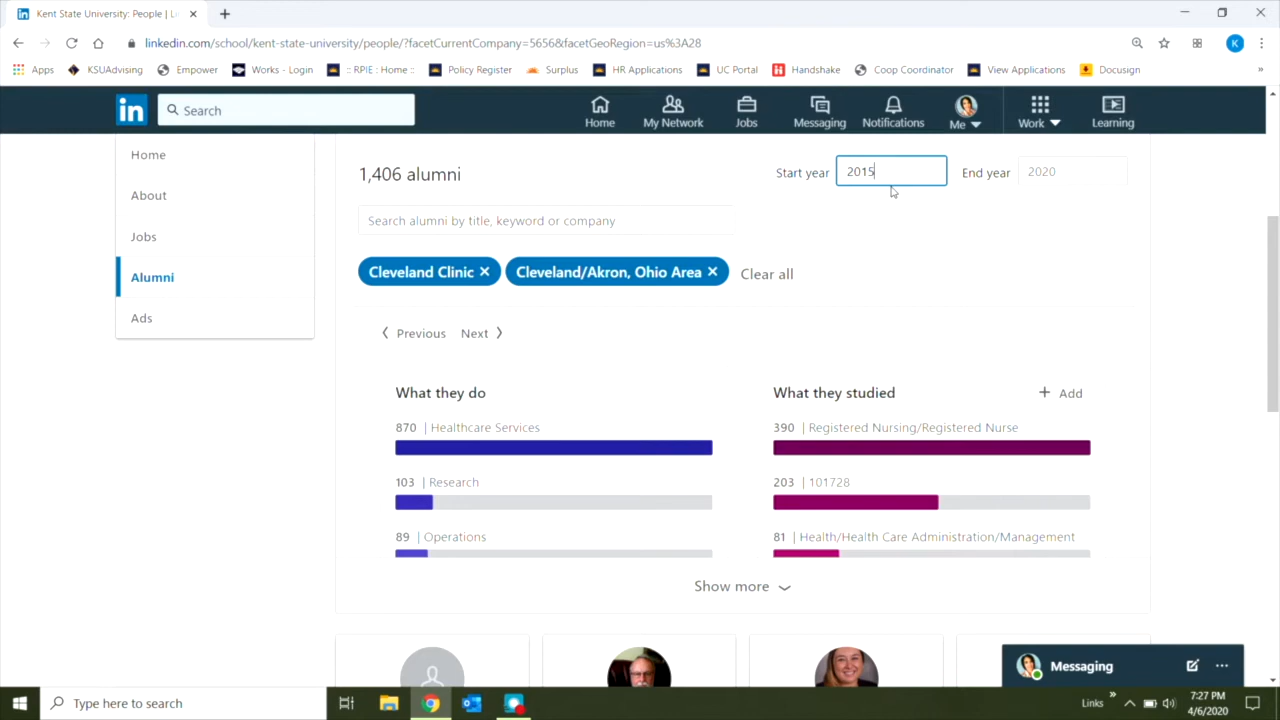 Kent State University: People | Li
linkedin.com/school/kent-state-university/people/?facetCurrentCompany=5656&facetGeoRegion=us%3A28
K
Apps KSUAdvising Empower Works - Login :: RPIE : Home :: Policy Register Surplus HR Applications UC Portal Handshake Coop Coordinator View Applications Docusign »
in Search Home My Network Jobs Messaging Notifications Me Work Learning
Home
About
Jobs
Alumni
Ads
1,406 alumni Start year 2015 End year 2020
Search alumni by title, keyword or company
Cleveland Clinic × Cleveland/Akron, Ohio Area × Clear all
Previous Next
What they do
870 | Healthcare Services
103 | Research
89 | Operations
What they studied + Add
390 | Registered Nursing/Registered Nurse
203 | 101728
81 | Health/Health Care Administration/Management
Show more
Messaging
Type here to search
Links »
7:27 PM
4/6/2020